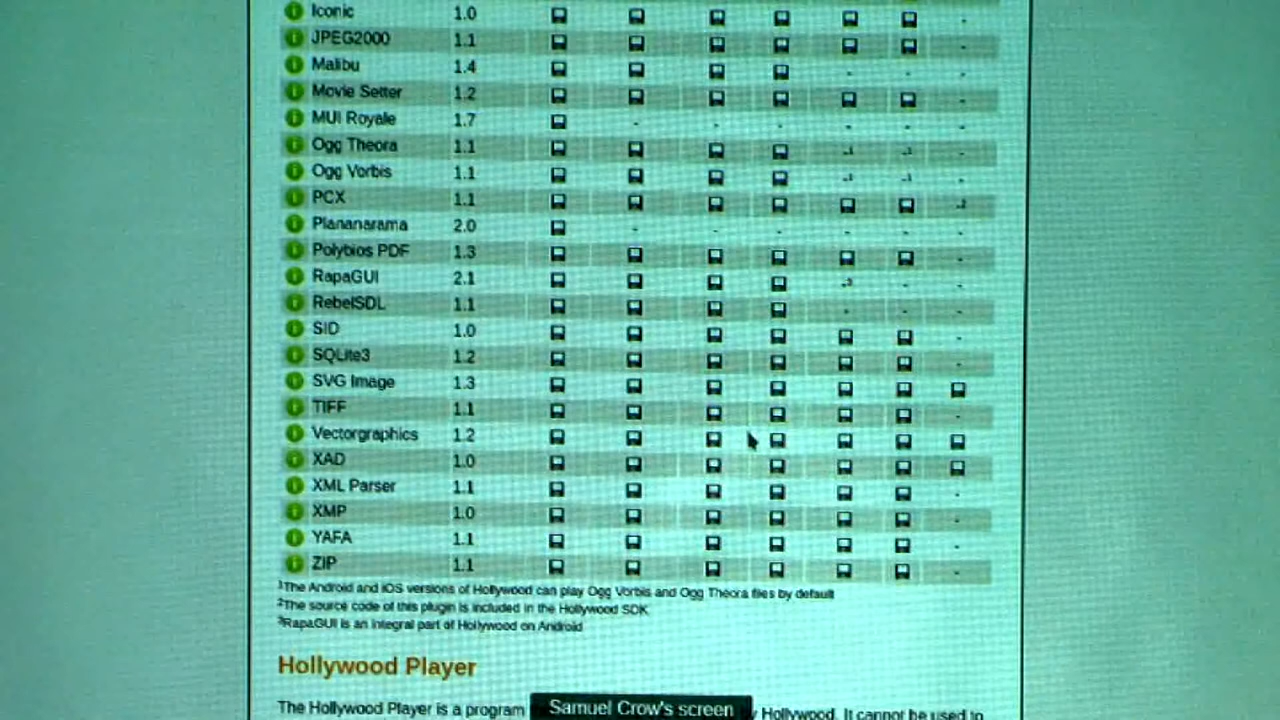 Iconic 1.0 -
JPEG2000 1.1 -
Malibu 1.4 - - -
Movie Setter 1.2 -
MUI Royale 1.7 - - - - - -
Ogg Theora 1.1 -1 -1 -
Ogg Vorbis 1.1 -1 -1 -
PCX 1.1 -2
Plananarama 2.0 - - - - - -
Polybios PDF 1.3 -
RapaGUI 2.1 -3 - -
RebelSDL 1.1 - - -
SID 1.0 -
SQLite3 1.2 -
SVG Image 1.3
TIFF 1.1 -
Vectorgraphics 1.2
XAD 1.0
XML Parser 1.1 -
XMP 1.0 -
YAFA 1.1 -
ZIP 1.1 -
1The Android and iOS versions of Hollywood can play Ogg Vorbis and Ogg Theora files by default
2The source code of this plugin is included in the Hollywood SDK
3RapaGUI is an integral part of Hollywood on Android
Hollywood Player
The Hollywood Player is a program y Hollywood. It cannot be used to
Samuel Crow's screen